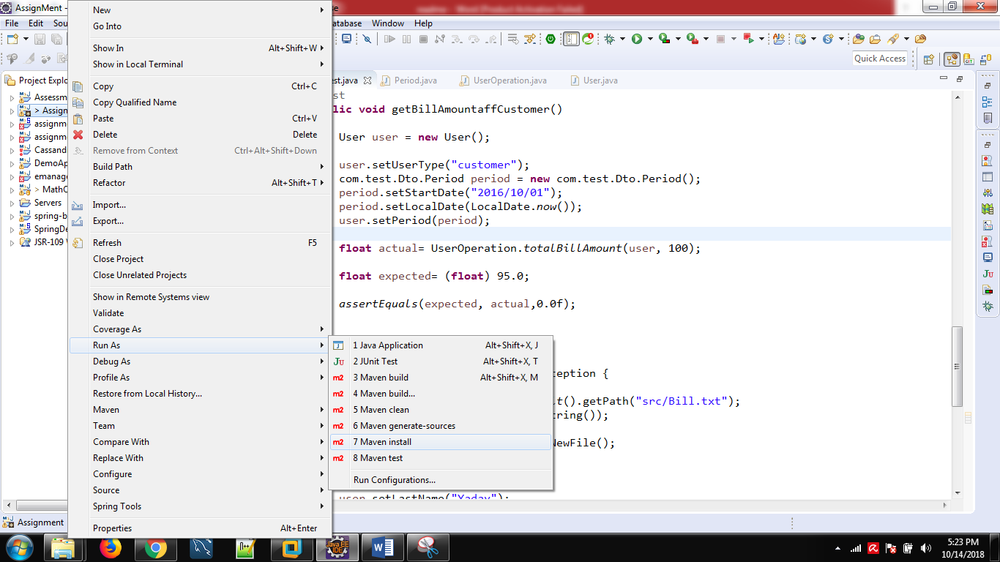 AssignMent -
File Edit Sou
Window Help
Quick Access
Project Explo
Assessm
> Assign
assignm
assignm
Cassand
DemoAp
emanage
> MathC
Servers
spring-b
SpringDe
JSR-109 W
New
Go Into
Show In Alt+Shift+W
Show in Local Terminal
Copy Ctrl+C
Copy Qualified Name
Paste Ctrl+V
Delete Delete
Remove from Context Ctrl+Alt+Shift+Down
Build Path
Refactor Alt+Shift+T
Import...
Export...
Refresh F5
Close Project
Close Unrelated Projects
Show in Remote Systems view
Validate
Coverage As
Run As
Debug As
Profile As
Restore from Local History...
Maven
Team
Compare With
Replace With
Configure
Source
Spring Tools
Properties Alt+Enter
1 Java Application Alt+Shift+X, J
2 JUnit Test Alt+Shift+X, T
3 Maven build Alt+Shift+X, M
4 Maven build...
5 Maven clean
6 Maven generate-sources
7 Maven install
8 Maven test
Run Configurations...
est.java Period.java UserOperation.java User.java
st
lic void getBillAmountaffCustomer()
User user = new User();
user.setUserType("customer");
com.test.Dto.Period period = new com.test.Dto.Period();
period.setStartDate("2016/10/01");
period.setLocalDate(LocalDate.now());
user.setPeriod(period);
float actual= UserOperation.totalBillAmount(user, 100);
float expected= (float) 95.0;
assertEquals(expected, actual,0.0f);
ception {
t().getPath("src/Bill.txt");
tring());
NewFile();
user.setLastName("Yadav");
Assignment
5:23 PM
10/14/2018